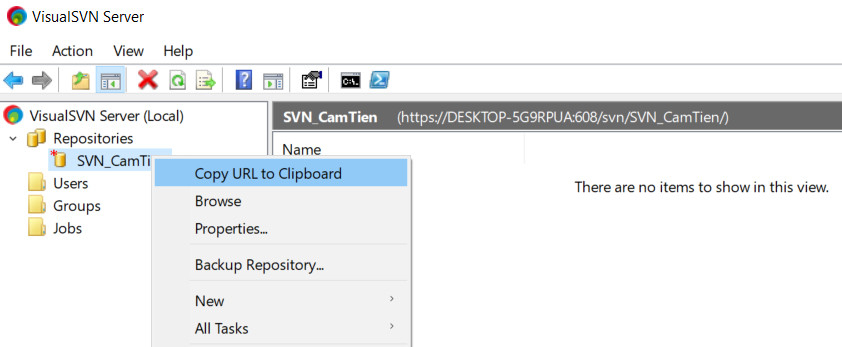 VisualSVN Server
File Action View Help
VisualSVN Server (Local)
Repositories
SVN_CamTi
Users
Groups
Jobs
SVN_CamTien (https://DESKTOP-5G9RPUA:608/svn/SVN_CamTien/)
Name
There are no items to show in this view.
Copy URL to Clipboard
Browse
Properties...
Backup Repository...
New
All Tasks